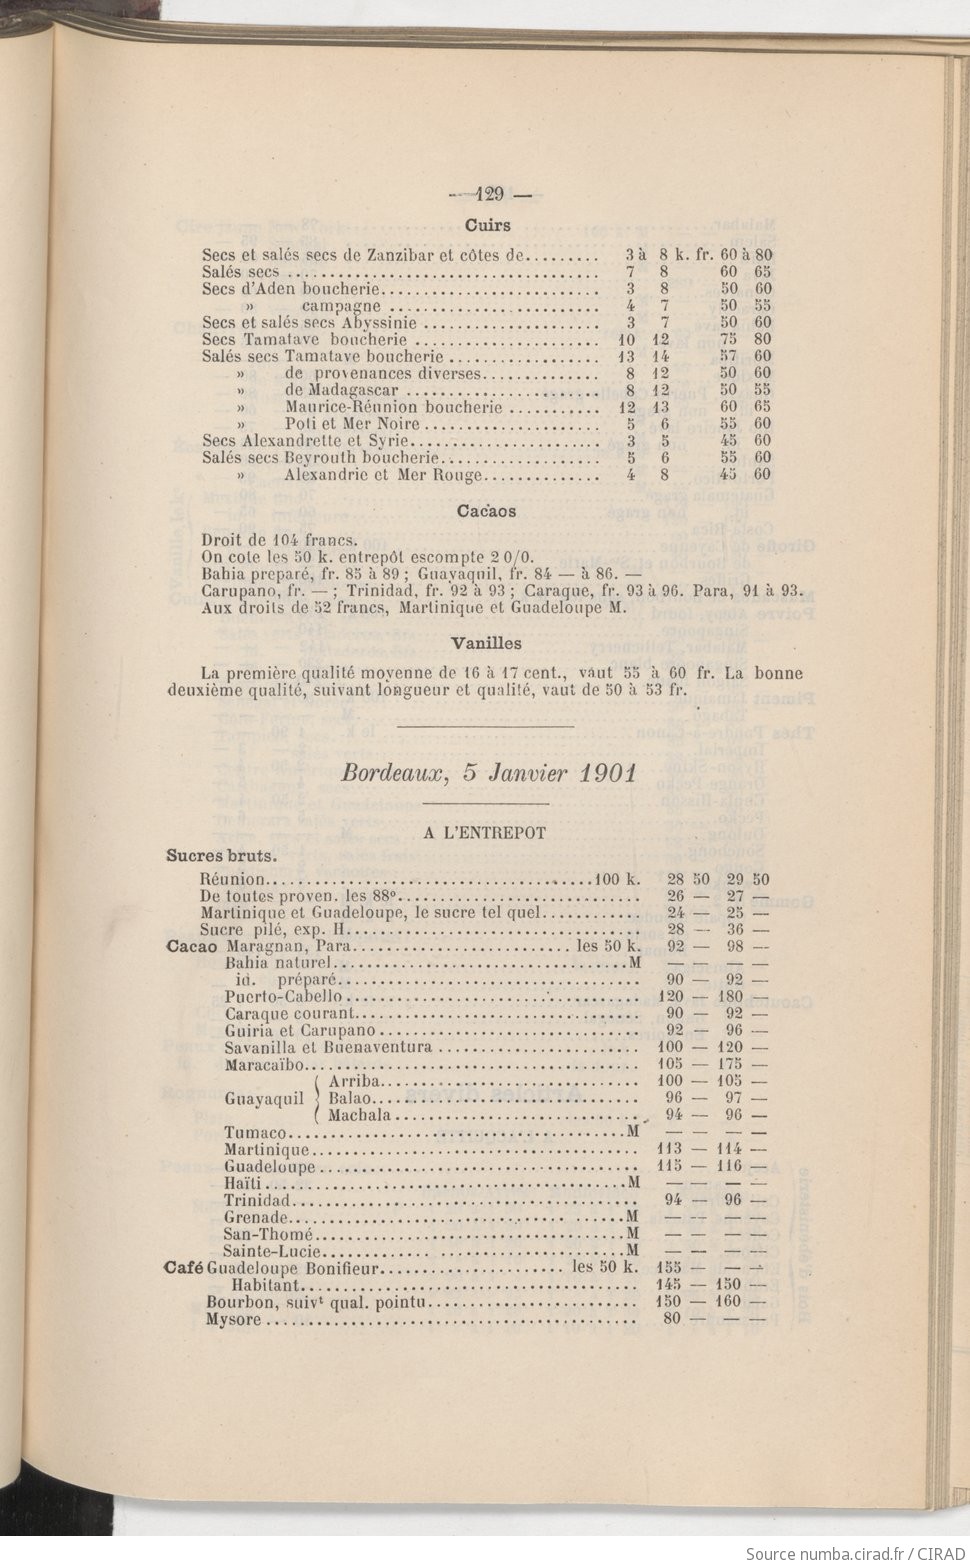 — 129 —
Cuirs
Secs et salés secs de Zanzibar et côtes de......... 3 à 8 k. fr. 60 à 80
Salés secs ..................................... 7 8 60 65
Secs d'Aden boucherie.......................... 3 8 50 60
» campagne ......................... 4 7 50 55
Secs et salés secs Abyssinie ..................... 3 7 50 60
Secs Tamatave boucherie ...................... 10 12 75 80
Salés secs Tamatave boucherie .................. 13 14 57 60
» de provenances diverses.............. 8 12 50 60
» de Madagascar ....................... 8 12 50 55
» Maurice-Réunion boucherie ........... 12 13 60 65
» Poti et Mer Noire ..................... 5 6 55 60
Secs Alexandrette et Syrie....................... 3 5 45 60
Salés secs Beyrouth boucherie................... 5 6 55 60
» Alexandrie et Mer Rouge.............. 4 8 45 60
Cacaos
Droit de 104 francs.
On cote les 50 k. entrepôt escompte 2 0/0.
Bahia preparé, fr. 85 à 89 ; Guayaqnil, fr. 84 — à 86. —
Carupano, fr. — ; Trinidad, fr. 92 à 93 ; Caraque, fr. 93 à 96. Para, 91 à 93.
Aux droits de 52 francs, Martinique et Guadeloupe M.
Vanilles
La première qualité moyenne de 16 à 17 cent., vaut 55 à 60 fr. La bonne
deuxième qualité, suivant longueur et qualité, vaut de 50 à 53 fr.
Bordeaux, 5 Janvier 1901
A L'ENTREPOT
Sucres bruts.
Réunion.......................................100 k. 28 50 29 50
De toutes proven. les 88°............................. 26 — 27 —
Martinique et Guadeloupe, le sucre tel quel............ 24 — 25 —
Sucre pilé, exp. H................................... 28 — 36 —
Cacao Maragnan, Para.......................... les 50 k. 92 — 98 —
Bahia naturel...................................M — — — —
id. préparé.................................... 90 — 92 —
Puerto-Cabello ................................... 120 — 180 —
Caraque courant.................................. 90 — 92 —
Guiria et Carupano ............................... 92 — 96 —
Savanilla et Buenaventura ........................ 100 — 120 —
Maracaïbo........................................ 105 — 175 —
Arriba............................... 100 — 105 —
Guayaquil { Balao................................ 96 — 97 —
Machala ............................. 94 — 96 —
Tumaco........................................M — — — —
Martinique....................................... 113 — 114 —
Guadeloupe ...................................... 115 — 116 —
Haïti ...........................................M — — — —
Trinidad......................................... 94 — 96 —
Grenade........................................M — — — —
San-Thomé.....................................M — — — —
Sainte-Lucie....................................M — — — —
Café Guadeloupe Bonifieur...................... les 50 k. 155 — — —
Habitant........................................ 145 — 150 —
Bourbon, suivt qual. pointu......................... 150 — 160 —
Mysore ............................................ 80 — — —
Source numba.cirad.fr / CIRAD